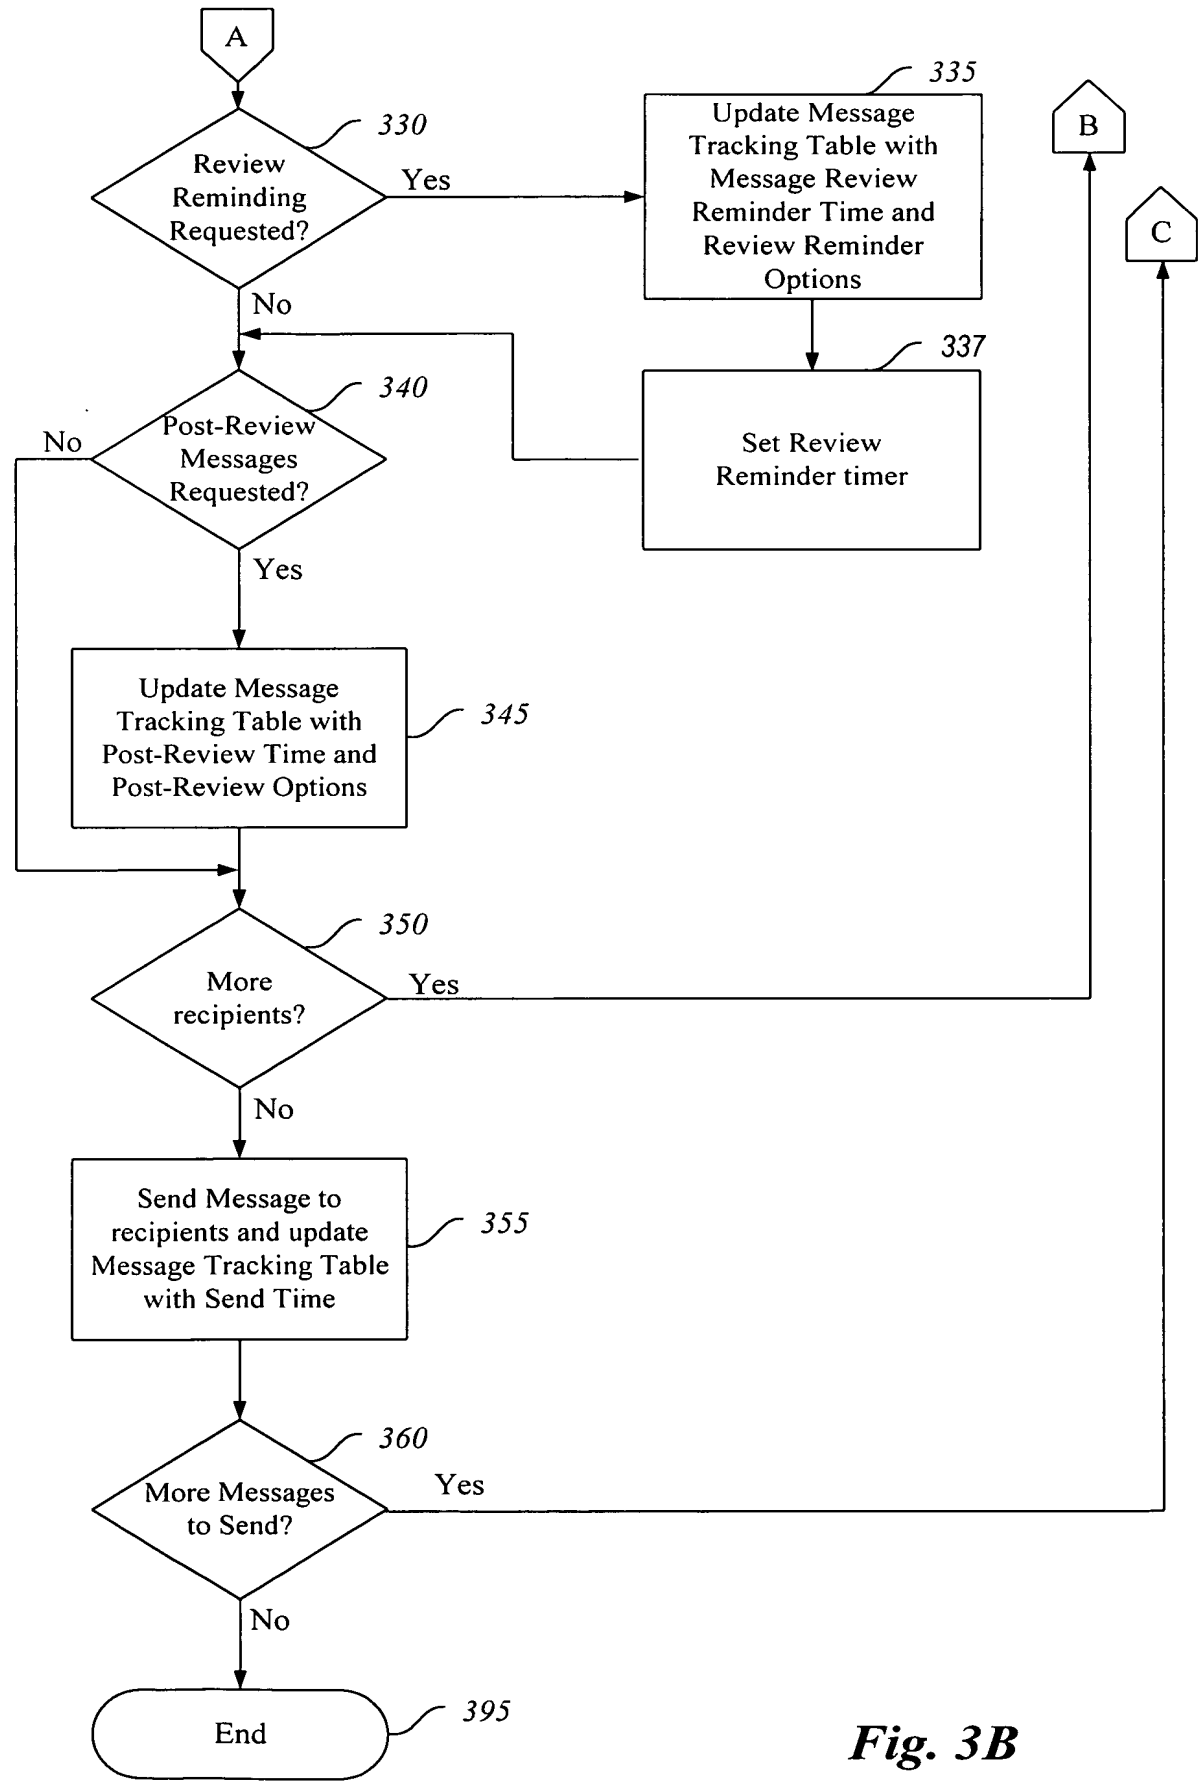 A
330
Review
Reminding
Requested?
Yes
No
335
Update Message
Tracking Table with
Message Review
Reminder Time and
Review Reminder
Options
B
C
337
Set Review
Reminder timer
340
Post-Review
Messages
Requested?
No
Yes
Update Message
Tracking Table with
Post-Review Time and
Post-Review Options
345
350
More
recipients?
Yes
No
Send Message to
recipients and update
Message Tracking Table
with Send Time
355
360
More Messages
to Send?
Yes
No
End
395
Fig. 3B